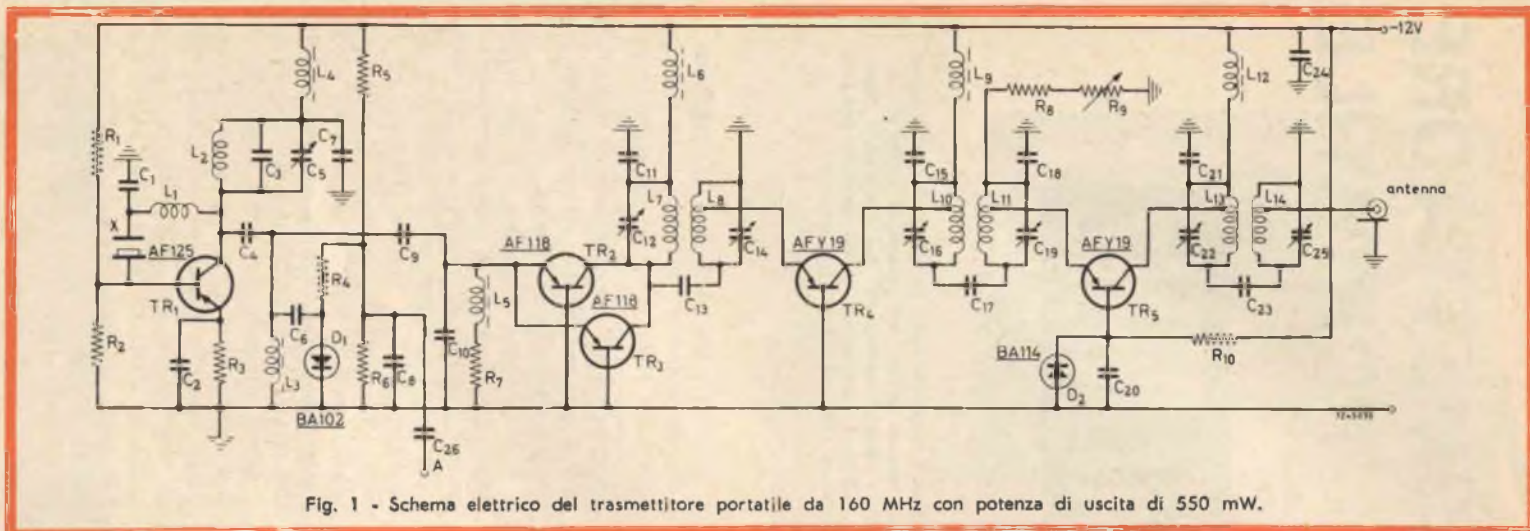 -12V
L4
R5
L6
L9
L12
C24
R8
R9
R1
C1
L1
L2
C3
C5
C7
X
AF125
TR1
C4
C9
C11
C12
L7
L8
C14
C15
C16
L10
L11
C18
C19
C21
C22
L13
L14
C25
antenna
AF118
TR2
AF118
TR3
C13
AFY19
TR4
C17
AFY19
TR5
C23
R2
C2
R3
L3
C6
R4
D1
BA102
R6
C8
C10
L5
R7
C26
A
BA114
D2
C20
R10
Fig. 1 - Schema elettrico del trasmettitore portatile da 160 MHz con potenza di uscita di 550 mW.